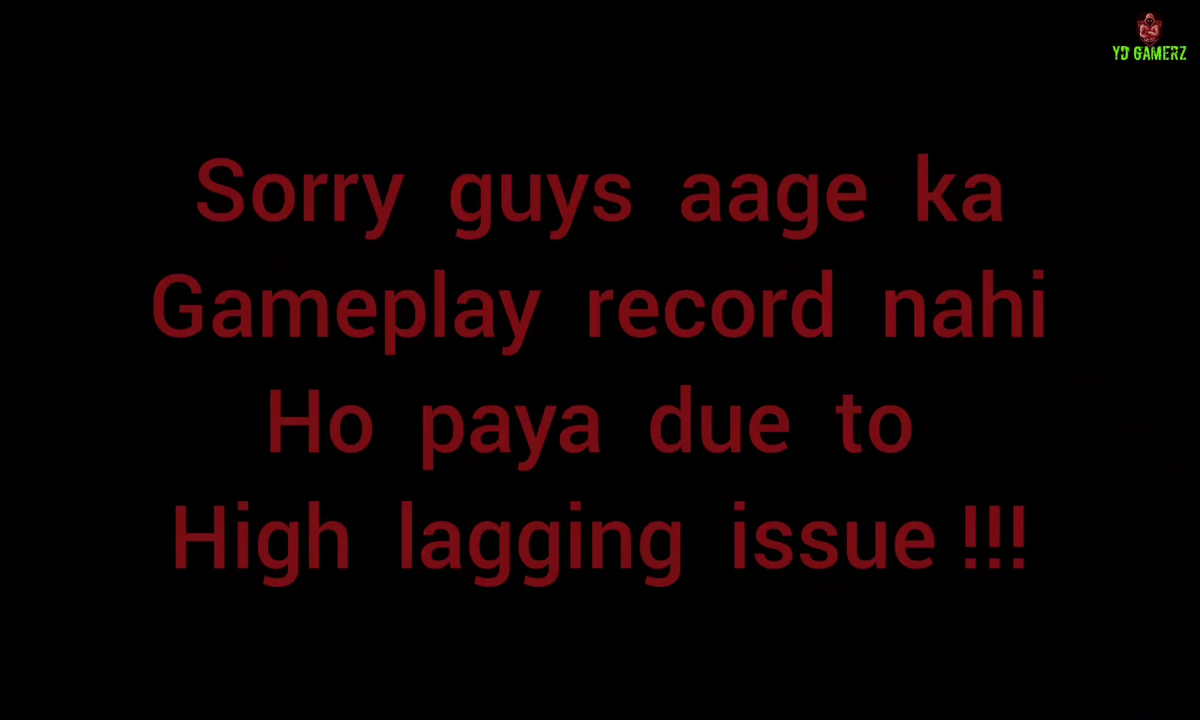 YD GAMERZ
Sorry guys aage ka
Gameplay record nahi
Ho paya due to
High lagging issue !!!